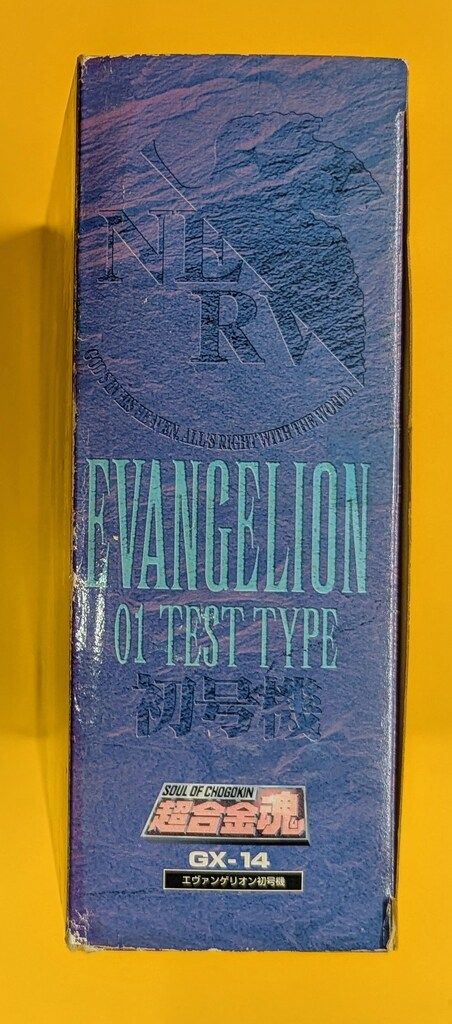 NERV
GOD'S IN HIS HEAVEN, ALL'S RIGHT WITH THE WORLD.
EVANGELION
01 TEST TYPE
初号機
SOUL OF CHOGOKIN
超合金魂
GX-14
エヴァンゲリオン初号機